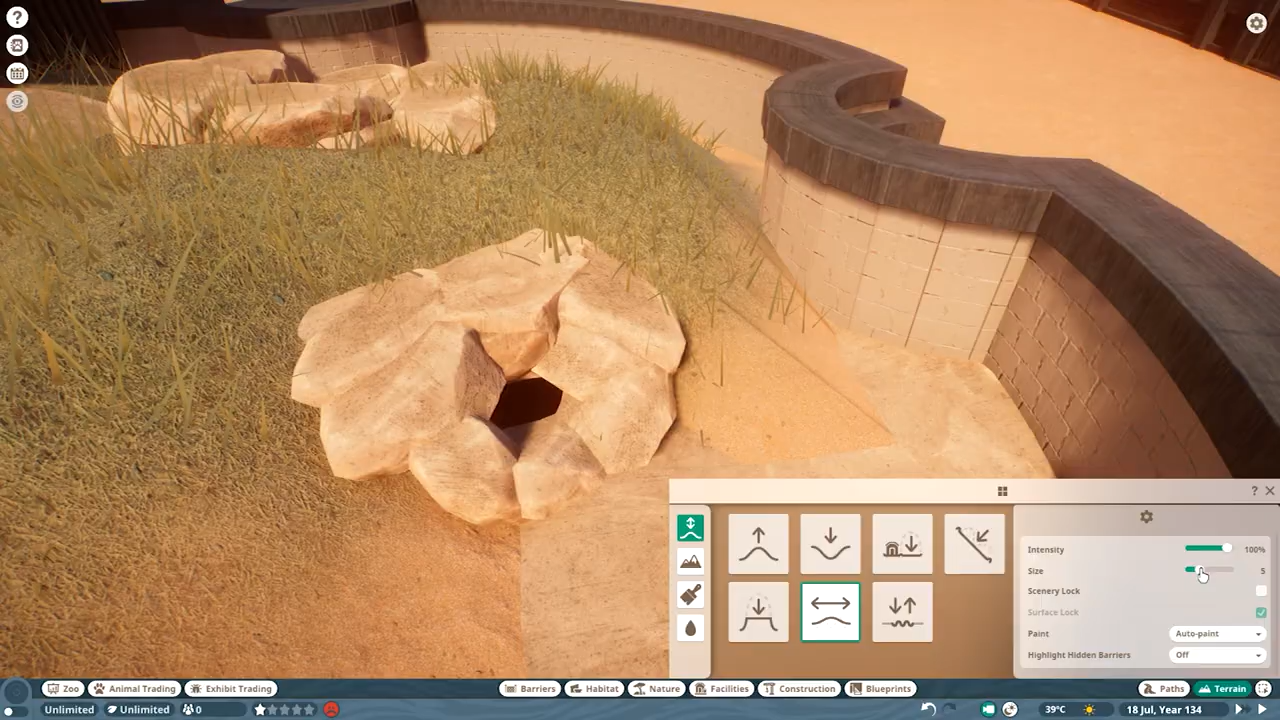 ?
? ×
Intensity 100%
Size 5
Scenery Lock
Surface Lock
Paint Auto-paint
Highlight Hidden Barriers Off
Zoo Animal Trading Exhibit Trading Barriers Habitat Nature Facilities Construction Blueprints Paths Terrain
Unlimited Unlimited 0 39°C 18 Jul, Year 134